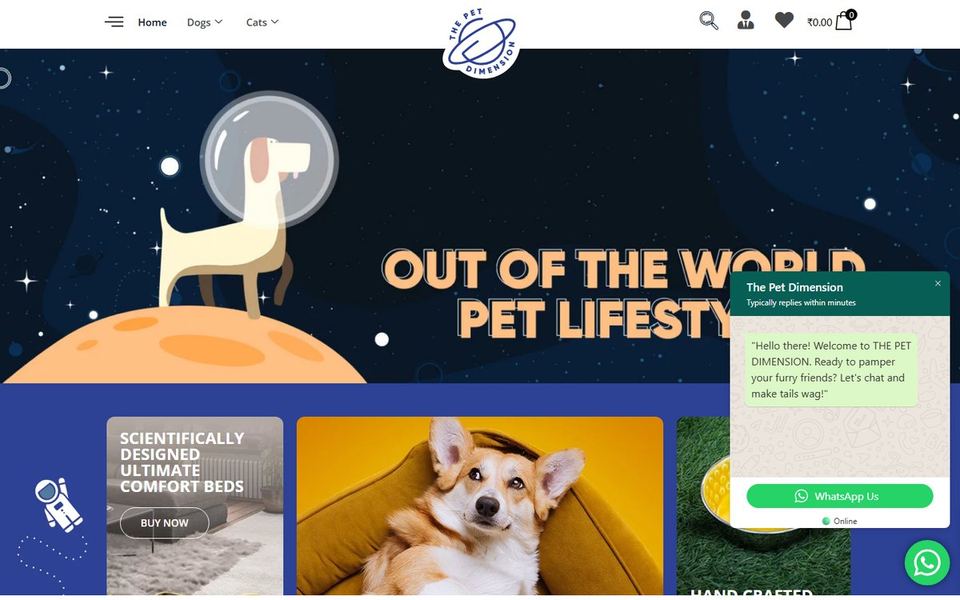 Home
Dogs
Cats
THE PET
DIMENSION
₹0.00
0
OUT OF THE WORLD
PET LIFESTY
The Pet Dimension
Typically replies within minutes
"Hello there! Welcome to THE PET
DIMENSION. Ready to pamper
your furry friends? Let's chat and
make tails wag!"
WhatsApp Us
Online
SCIENTIFICALLY
DESIGNED
ULTIMATE
COMFORT BEDS
BUY NOW
HAND CRAFTED